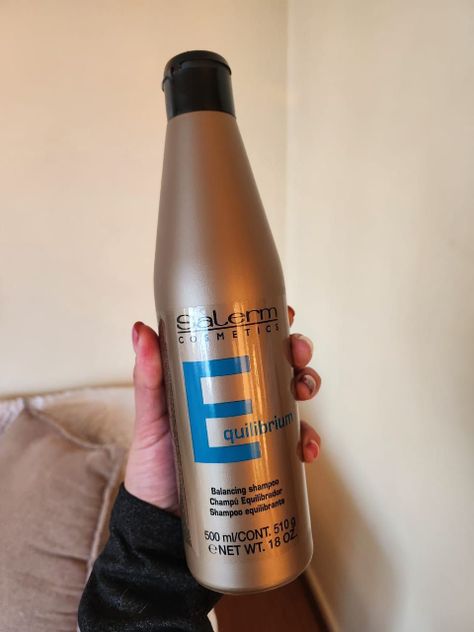 Salerm
COSMETICS
Equilibrium
Balancing shampoo
Champú Equilibrador
Shampoo equilibrante
500 ml/CONT. 510 g
℮NET WT. 18 OZ.